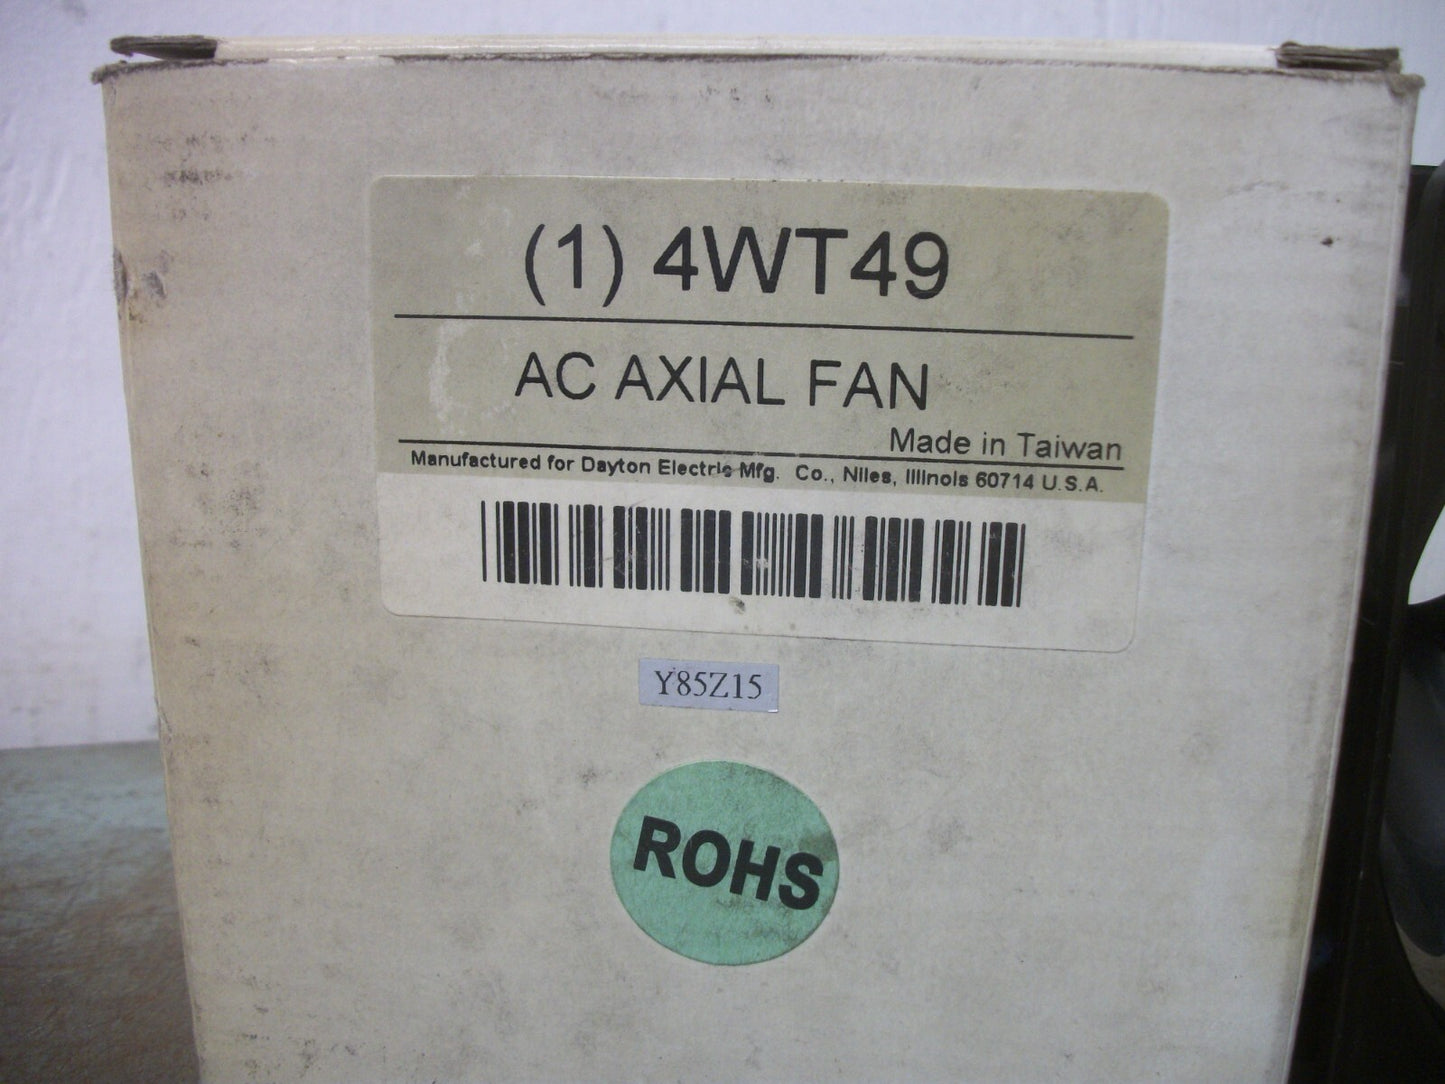 (1) 4WT49
AC AXIAL FAN
Made in Taiwan
Manufactured for Dayton Electric Mfg. Co., Niles, Illinois 60714 U.S.A.
Y85Z15
ROHS